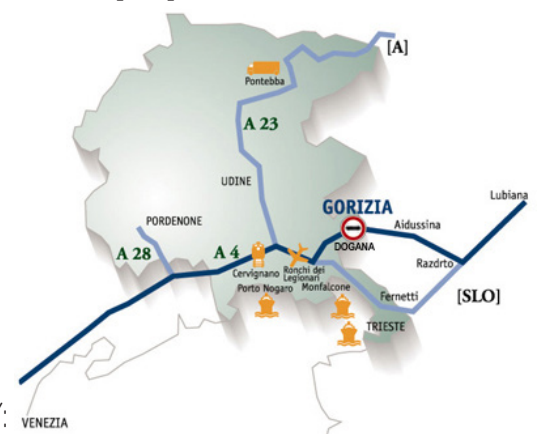 [A]
Pontebba
A 23
UDINE
Lubiana
GORIZIA
PORDENONE
Aidussina
DOGANA
A 28
A 4
Cervignano
Ronchi dei
Legionari
Razdrto
Porto Nogaro
Monfalcone
Fernetti
[SLO]
TRIESTE
VENEZIA